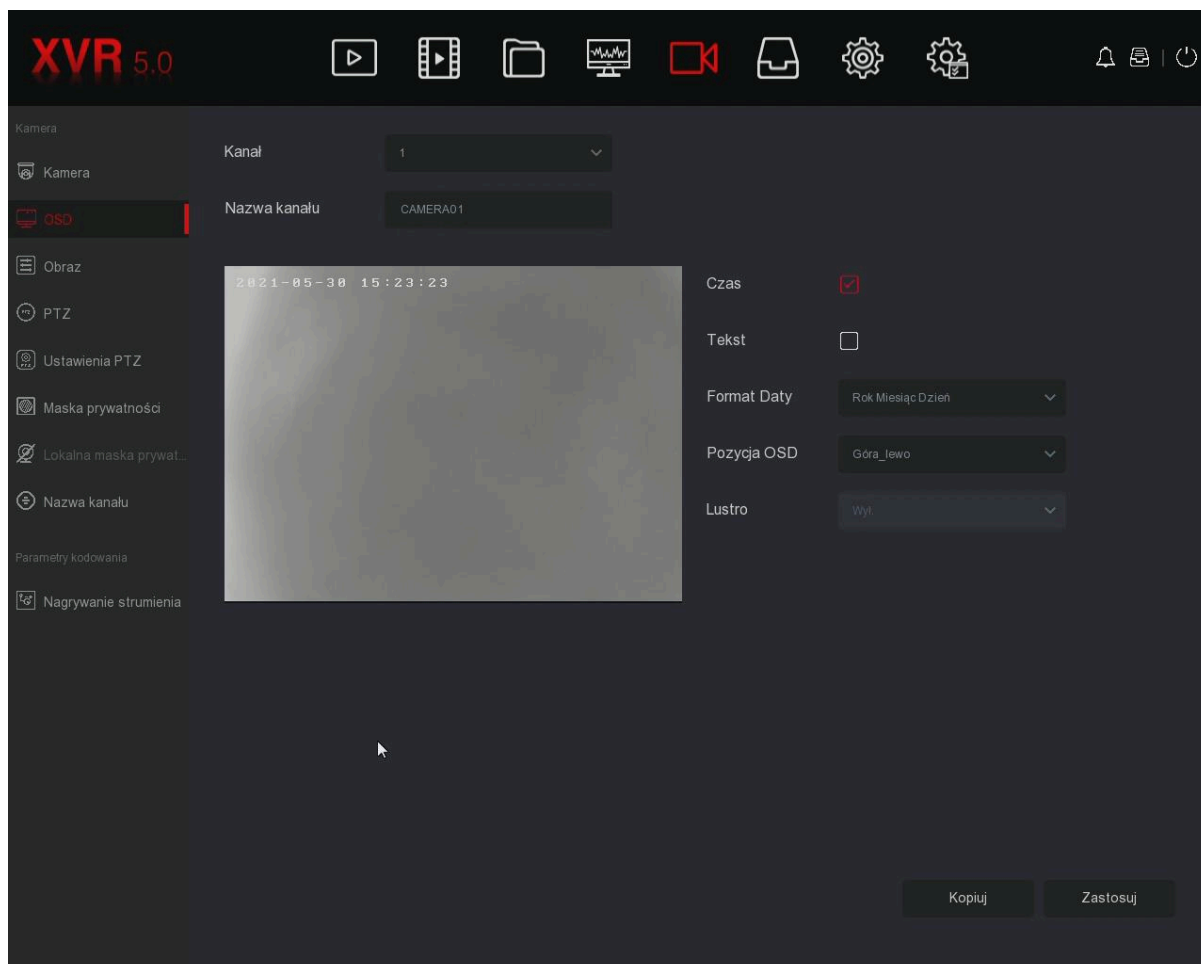 XVR 5.0
Kamera
Kamera
OSD
Obraz
PTZ
Ustawienia PTZ
Maska prywatności
Lokalna maska prywat...
Nazwa kanału
Parametry kodowania
Nagrywanie strumienia
Kanał 1
Nazwa kanału CAMERA01
2021-05-30 15:23:23
Czas
Tekst
Format Daty Rok Miesiąc Dzień
Pozycja OSD Góra_lewo
Lustro Wył.
Kopiuj Zastosuj